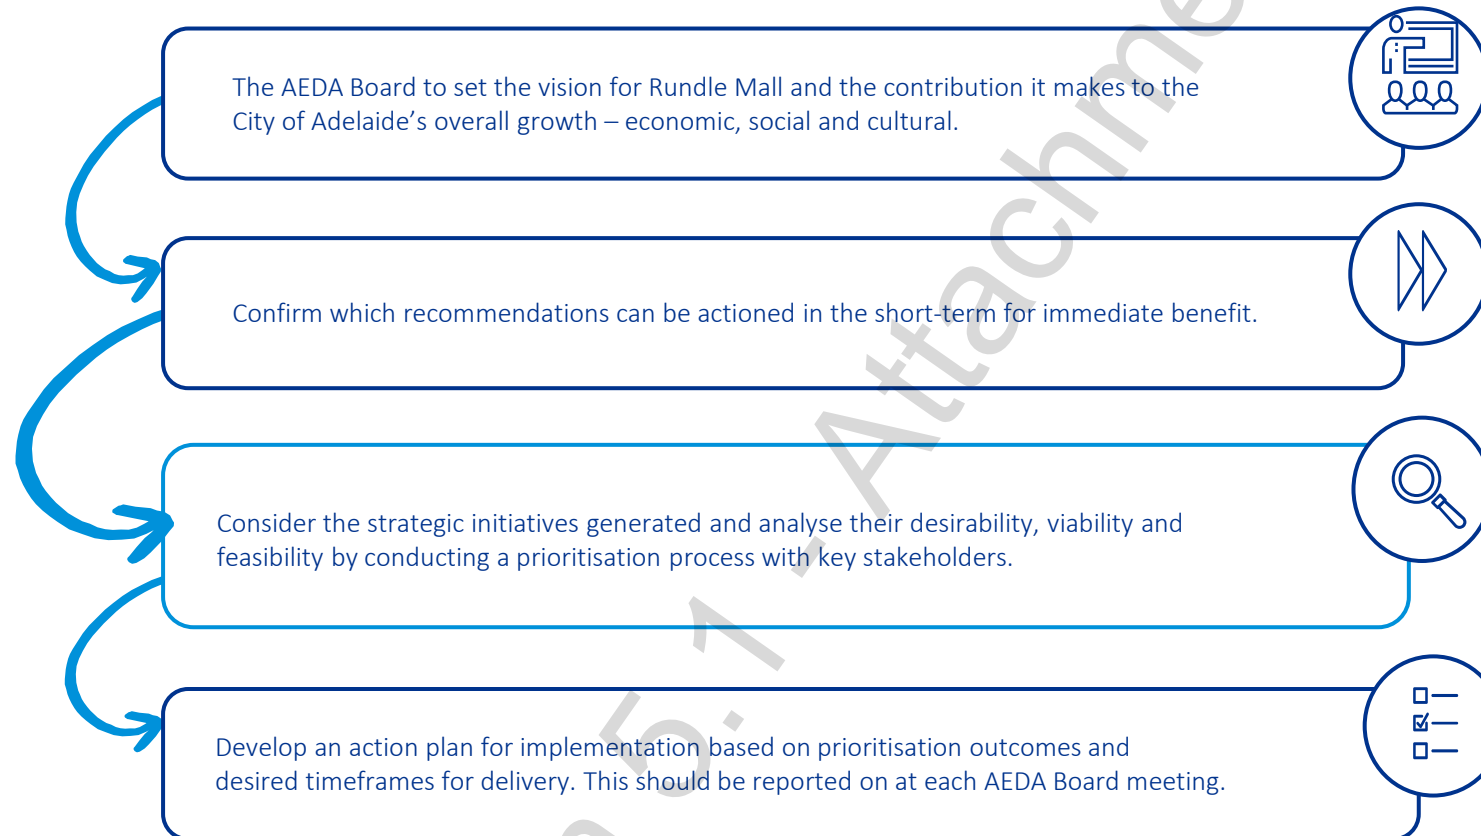 The AEDA Board to set the vision for Rundle Mall and the contribution it makes to the
City of Adelaide's overall growth – economic, social and cultural.
Confirm which recommendations can be actioned in the short-term for immediate benefit.
Consider the strategic initiatives generated and analyse their desirability, viability and
feasibility by conducting a prioritisation process with key stakeholders.
Develop an action plan for implementation based on prioritisation outcomes and
desired timeframes for delivery. This should be reported on at each AEDA Board meeting.
5.1 - Attachme